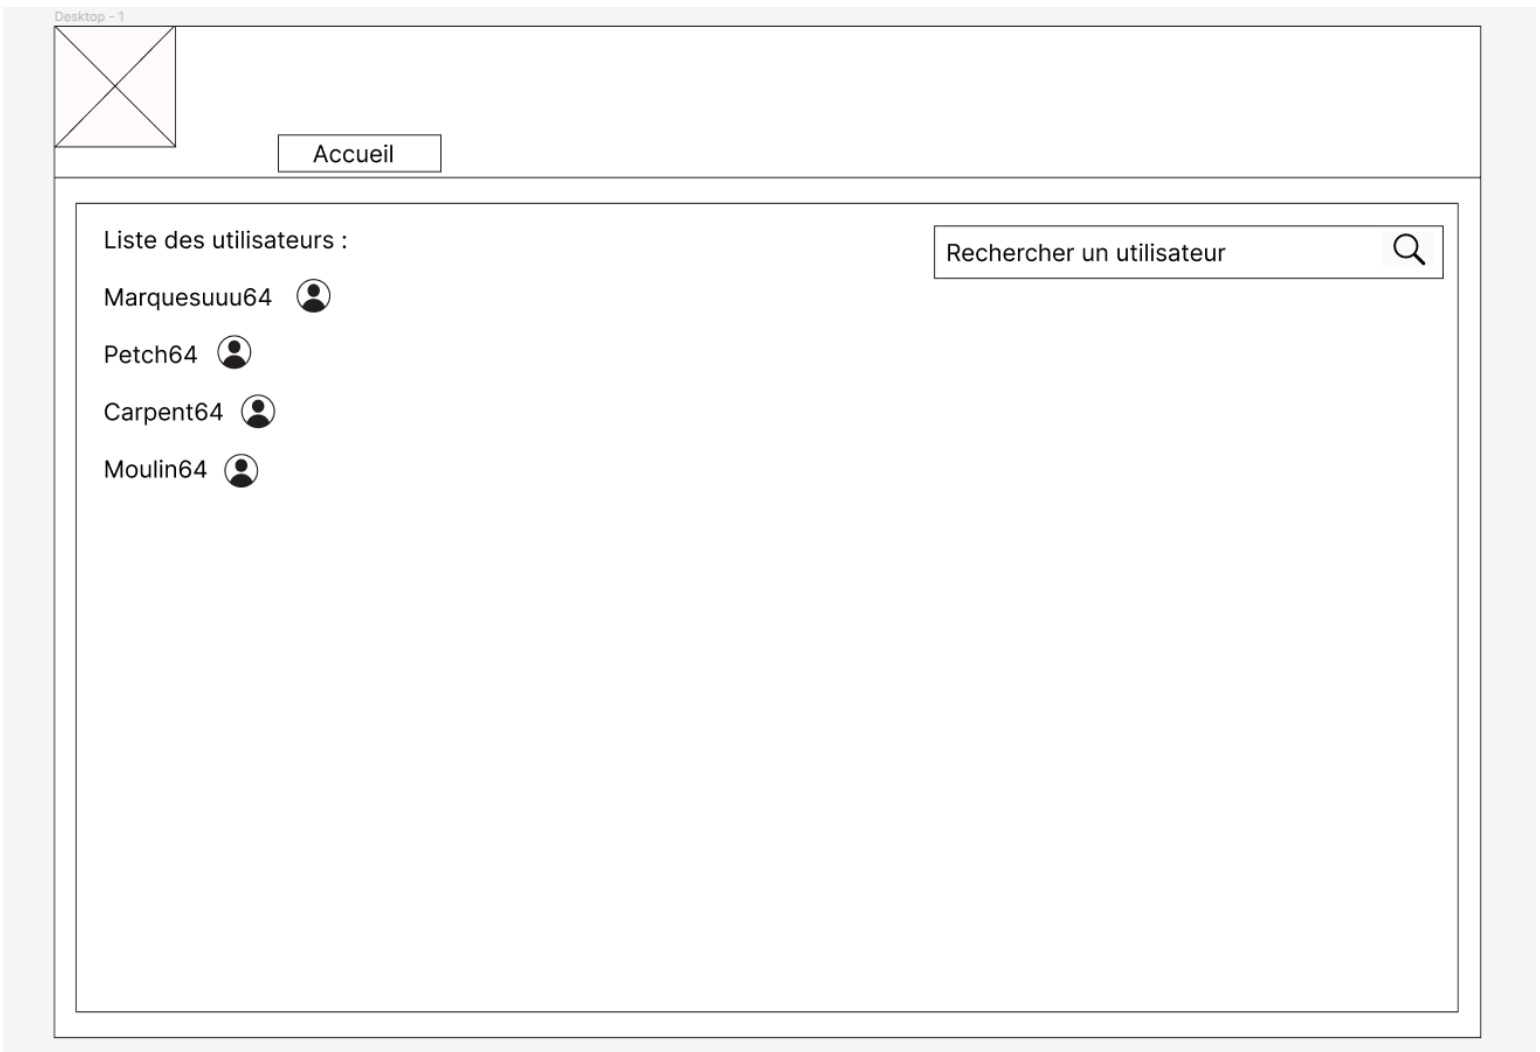 Desktop - 1
Accueil
Liste des utilisateurs :
Rechercher un utilisateur
Marquesuuu64
Petch64
Carpent64
Moulin64